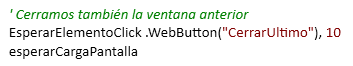 ' Cerramos también la ventana anterior
EsperarElementoClick .WebButton("CerrarUltimo"), 10
esperarCargaPantalla